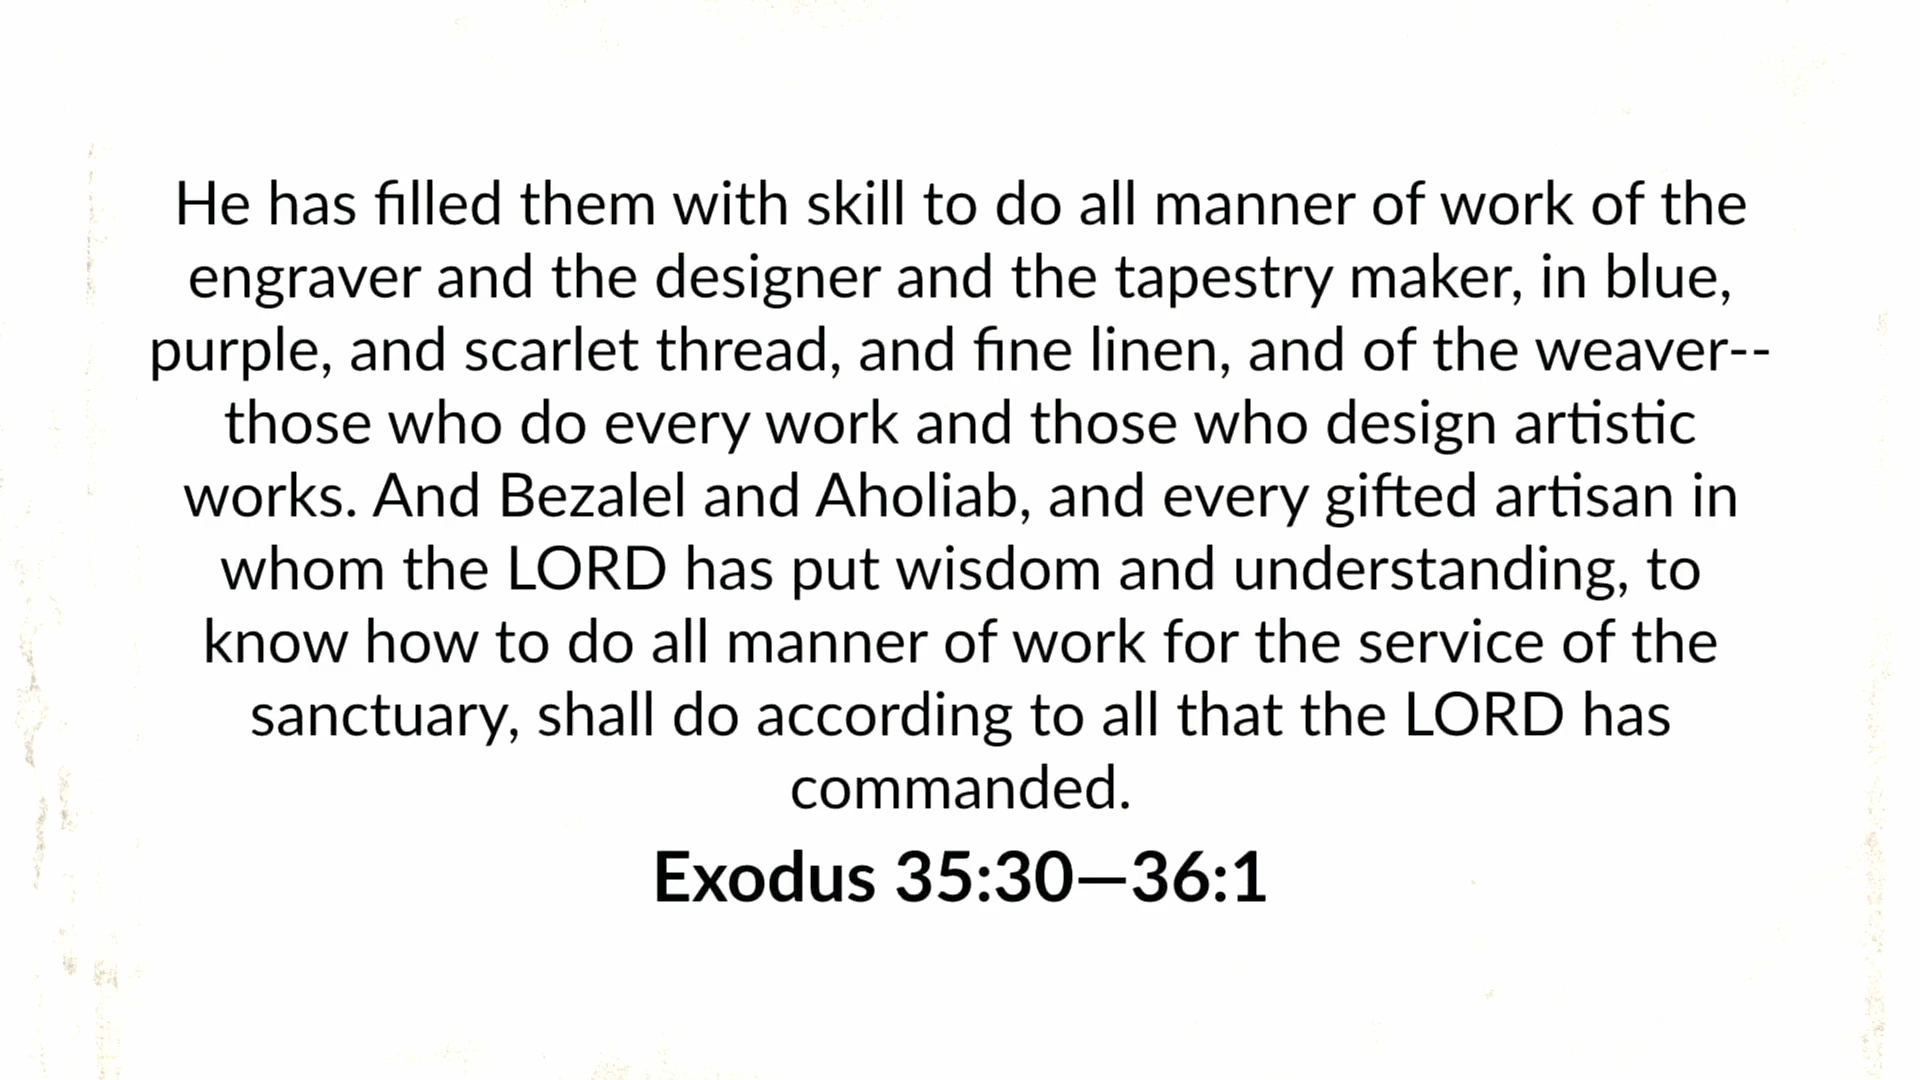 He has filled them with skill to do all manner of work of the
engraver and the designer and the tapestry maker, in blue,
purple, and scarlet thread, and fine linen, and of the weaver--
those who do every work and those who design artistic
works. And Bezalel and Aholiab, and every gifted artisan in
whom the LORD has put wisdom and understanding, to
know how to do all manner of work for the service of the
sanctuary, shall do according to all that the LORD has
commanded.
Exodus 35:30—36:1